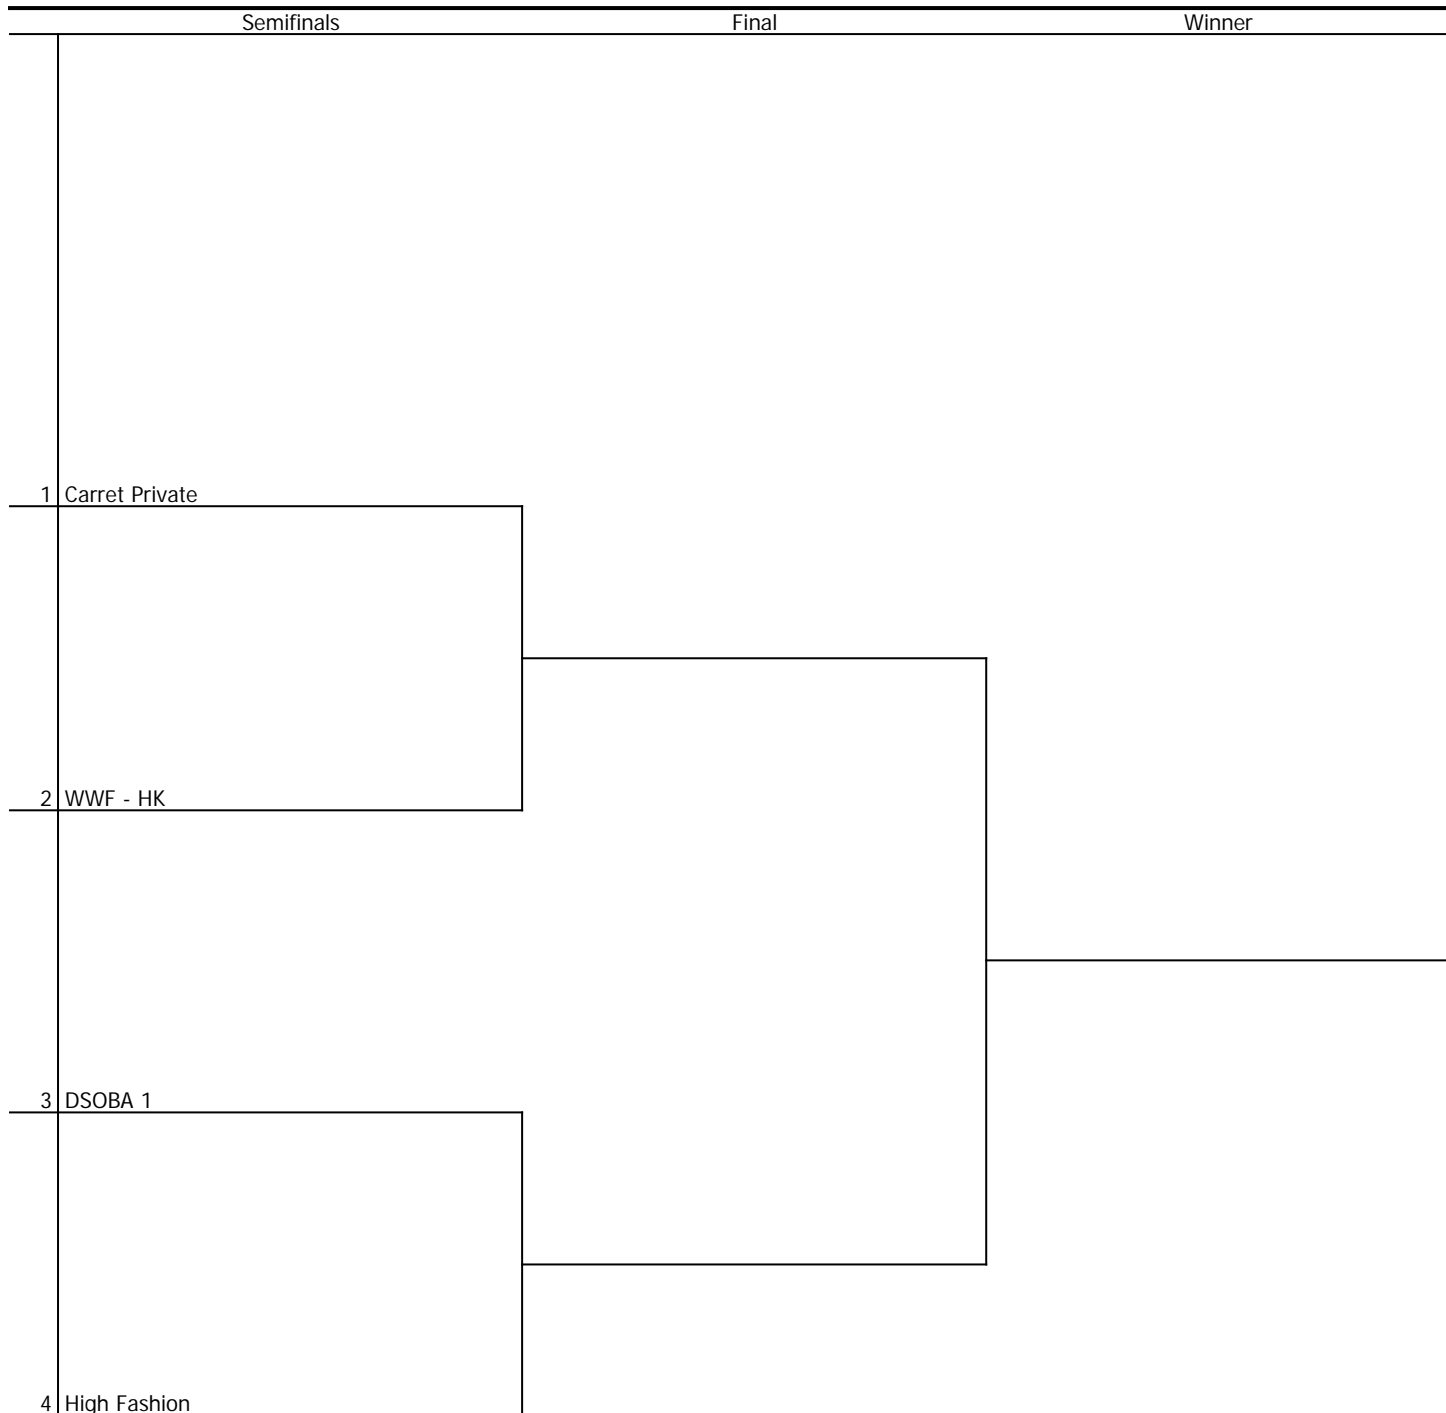 Semifinals Final Winner
1 Carret Private
2 WWF - HK
3 DSOBA 1
4 High Fashion